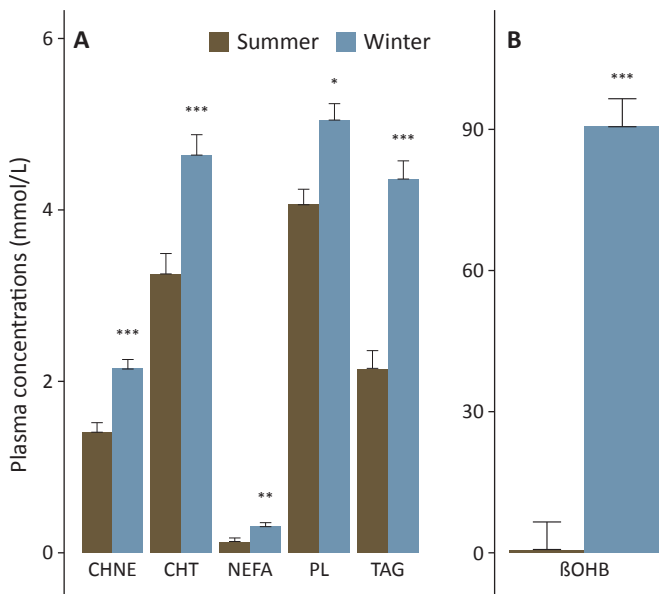 A
Summer
Winter
B
Plasma concentrations (mmol/L)
6
4
2
0
***
***
**
*
***
CHNE
CHT
NEFA
PL
TAG
90
60
30
0
***
ßOHB